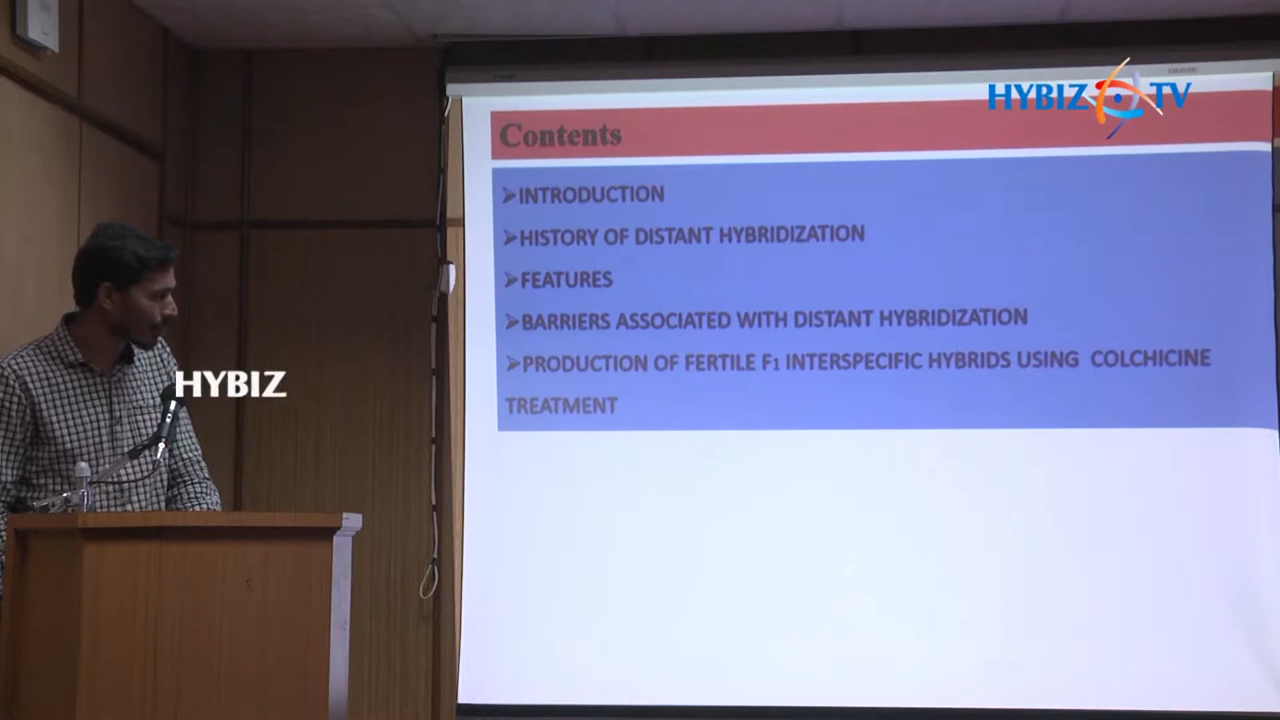 HYBIZ TV
Contents
➢INTRODUCTION
➢HISTORY OF DISTANT HYBRIDIZATION
➢FEATURES
➢BARRIERS ASSOCIATED WITH DISTANT HYBRIDIZATION
➢PRODUCTION OF FERTILE F1 INTERSPECIFIC HYBRIDS USING COLCHICINE
TREATMENT
HYBIZ